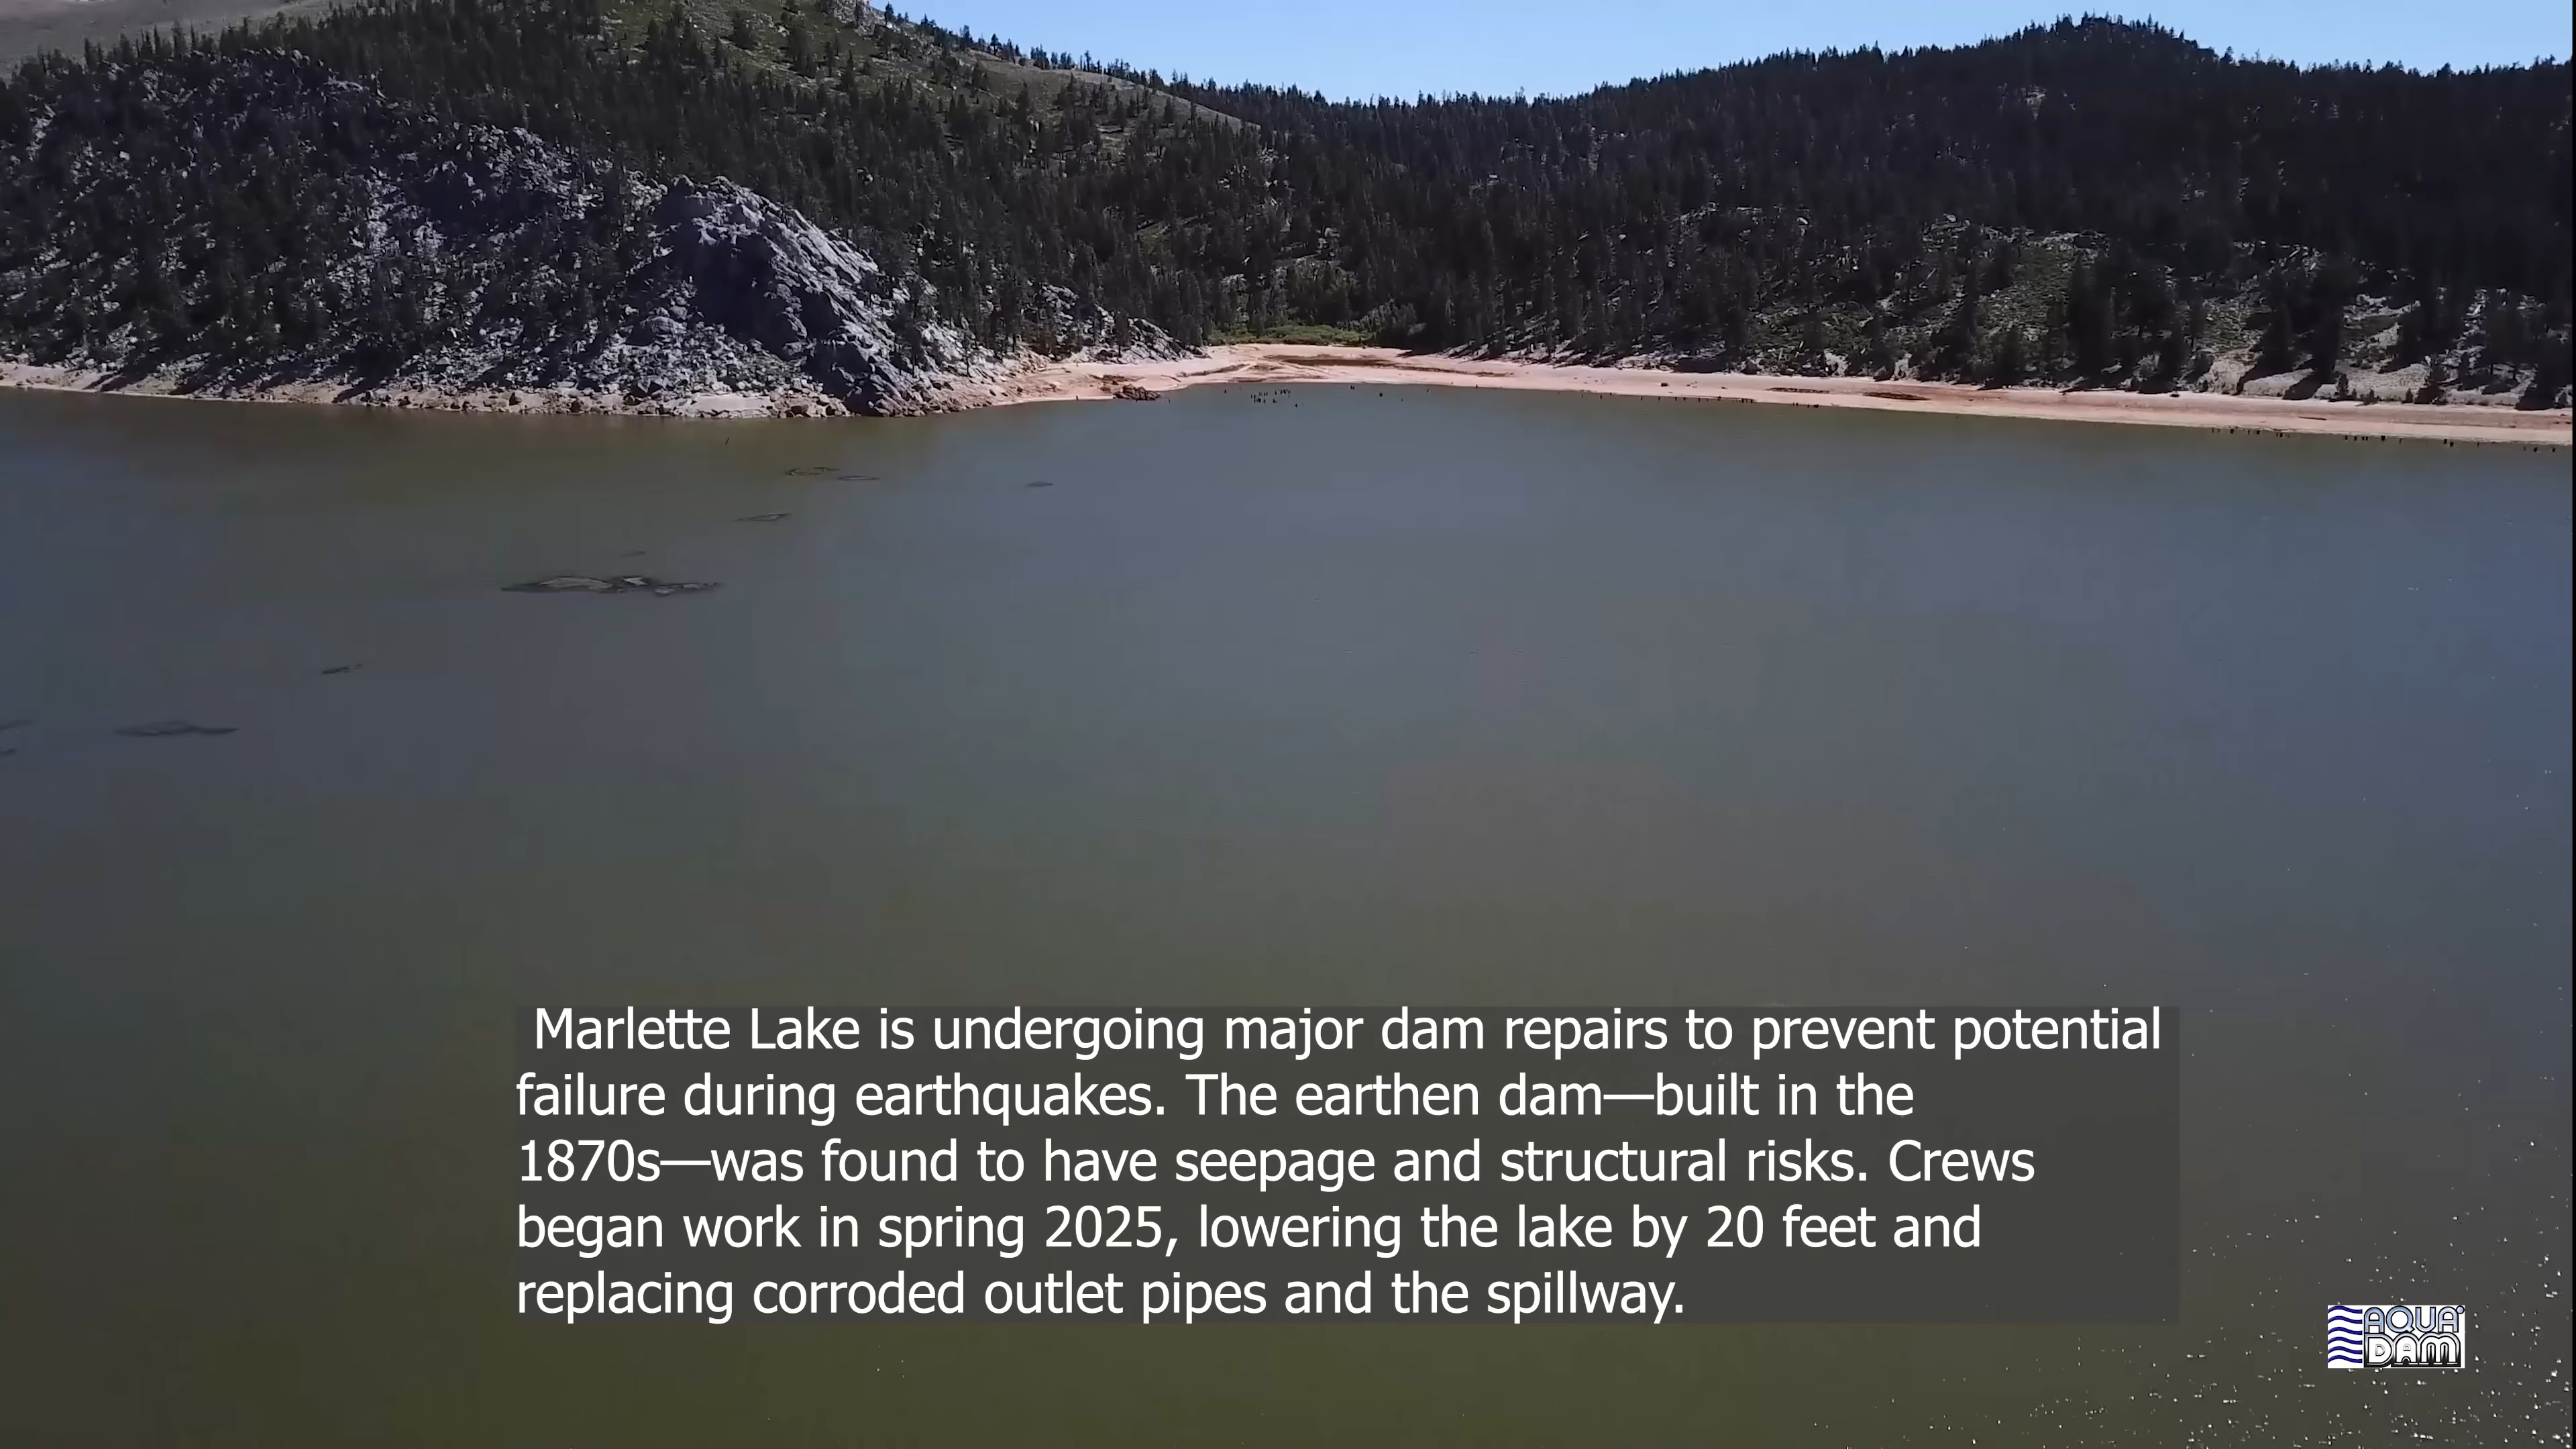 Marlette Lake is undergoing major dam repairs to prevent potential
failure during earthquakes. The earthen dam—built in the
1870s—was found to have seepage and structural risks. Crews
began work in spring 2025, lowering the lake by 20 feet and
replacing corroded outlet pipes and the spillway.
AQUA
DAM